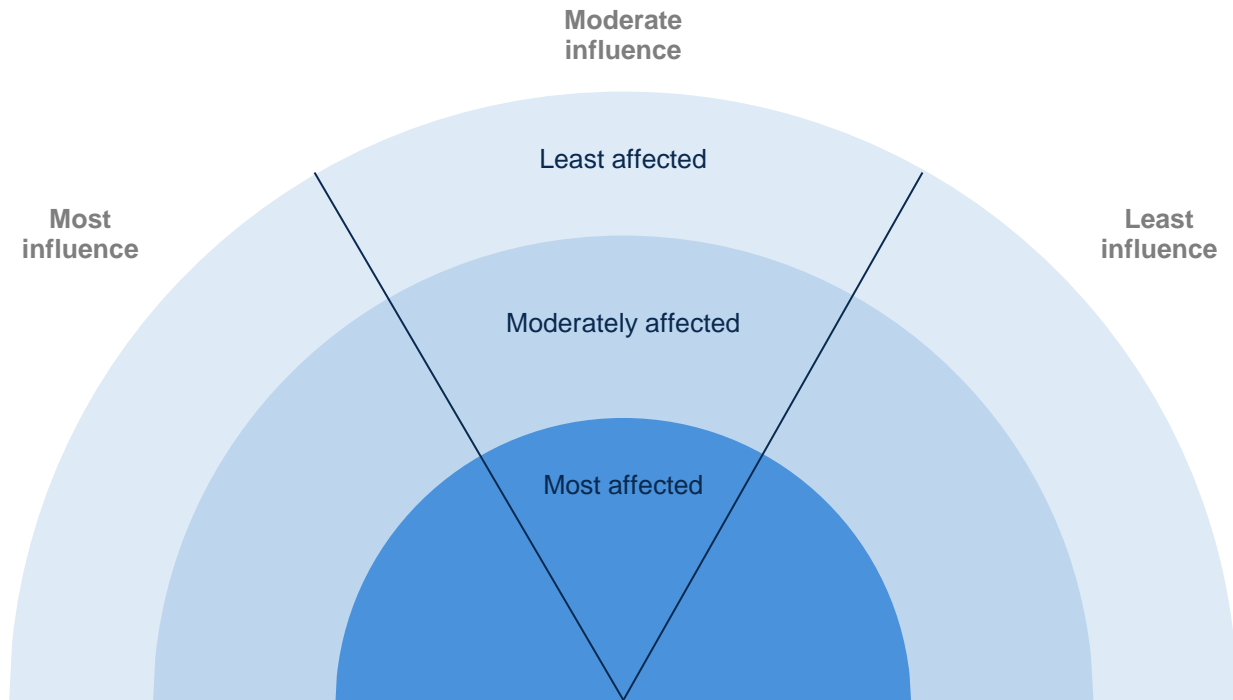 Moderate
influence
Least affected
Most
influence
Least
influence
Moderately affected
Most affected